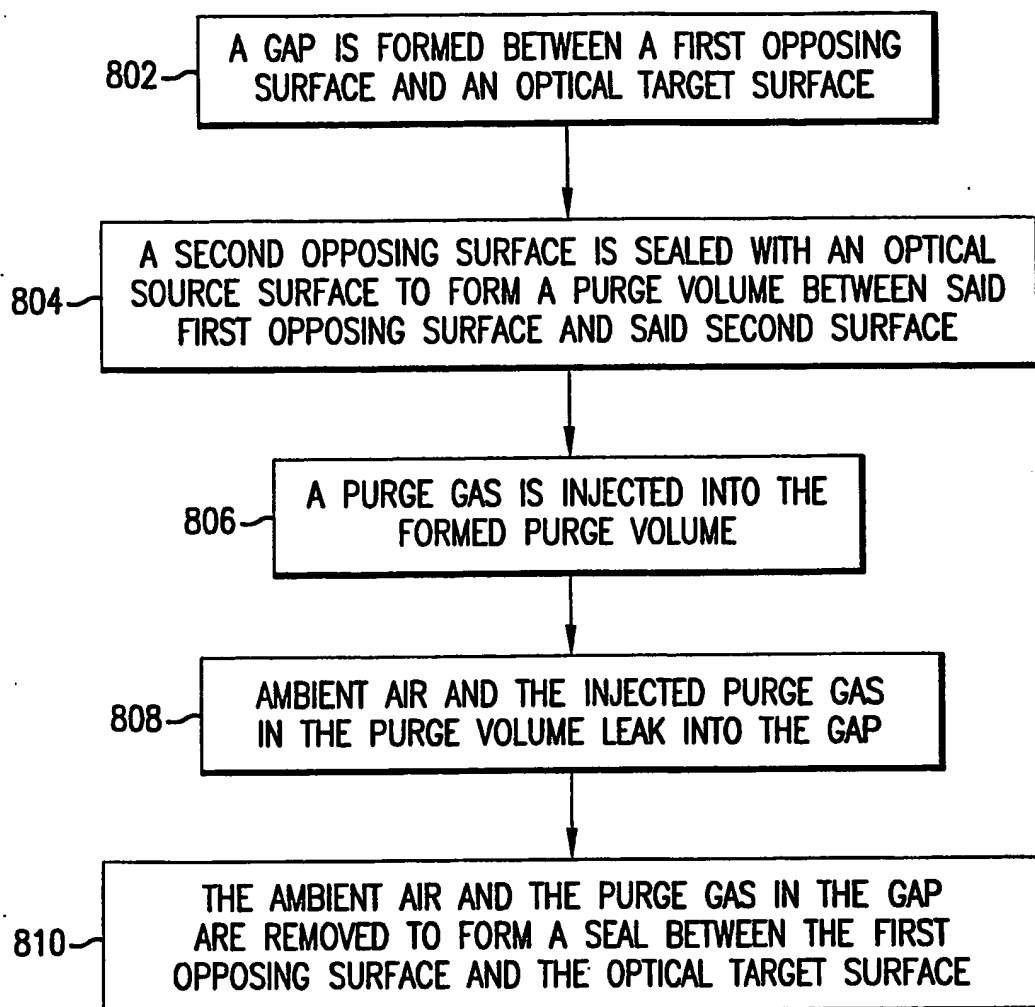 802
A GAP IS FORMED BETWEEN A FIRST OPPOSING
SURFACE AND AN OPTICAL TARGET SURFACE
804
A SECOND OPPOSING SURFACE IS SEALED WITH AN OPTICAL
SOURCE SURFACE TO FORM A PURGE VOLUME BETWEEN SAID
FIRST OPPOSING SURFACE AND SAID SECOND SURFACE
806
A PURGE GAS IS INJECTED INTO THE
FORMED PURGE VOLUME
808
AMBIENT AIR AND THE INJECTED PURGE GAS
IN THE PURGE VOLUME LEAK INTO THE GAP
810
THE AMBIENT AIR AND THE PURGE GAS IN THE GAP
ARE REMOVED TO FORM A SEAL BETWEEN THE FIRST
OPPOSING SURFACE AND THE OPTICAL TARGET SURFACE